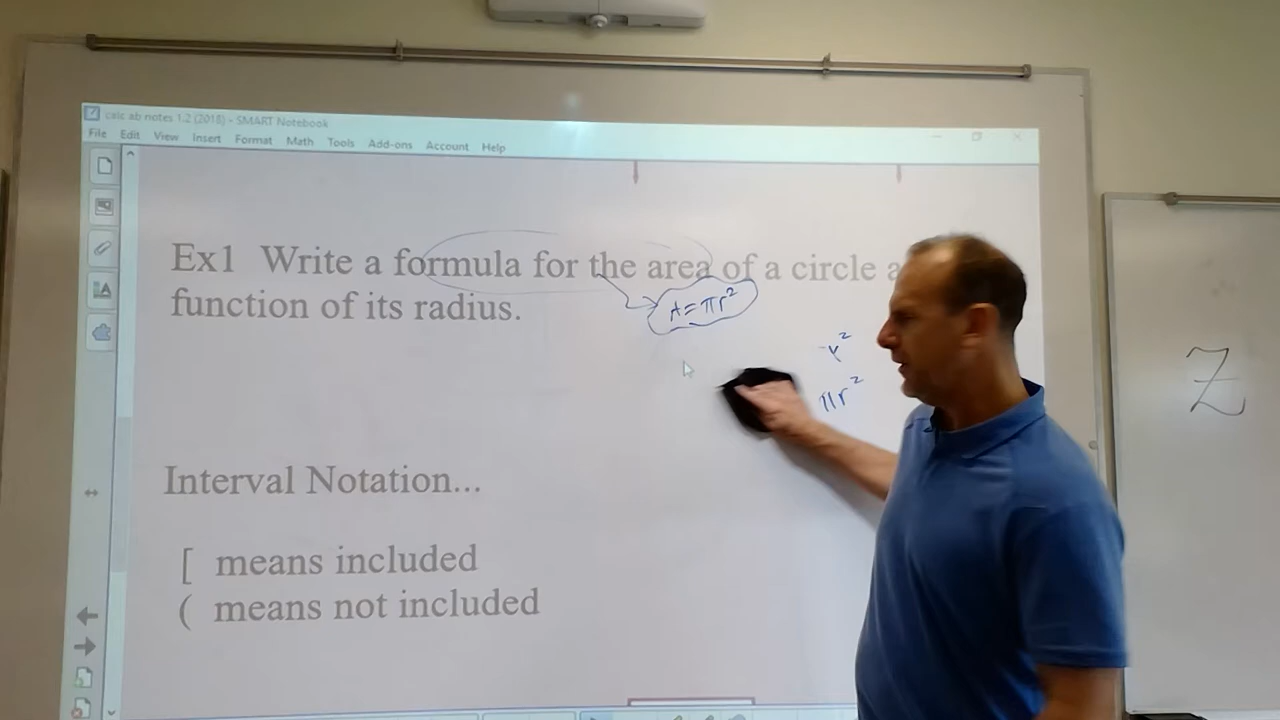 calc ab notes 1.2 (2018) - SMART Notebook
File Edit View Insert Format Math Tools Add-ons Account Help
Ex1 Write a formula for the area of a circle a
function of its radius.
A = πr²
r²
πr²
Z
Interval Notation...
[ means included
( means not included